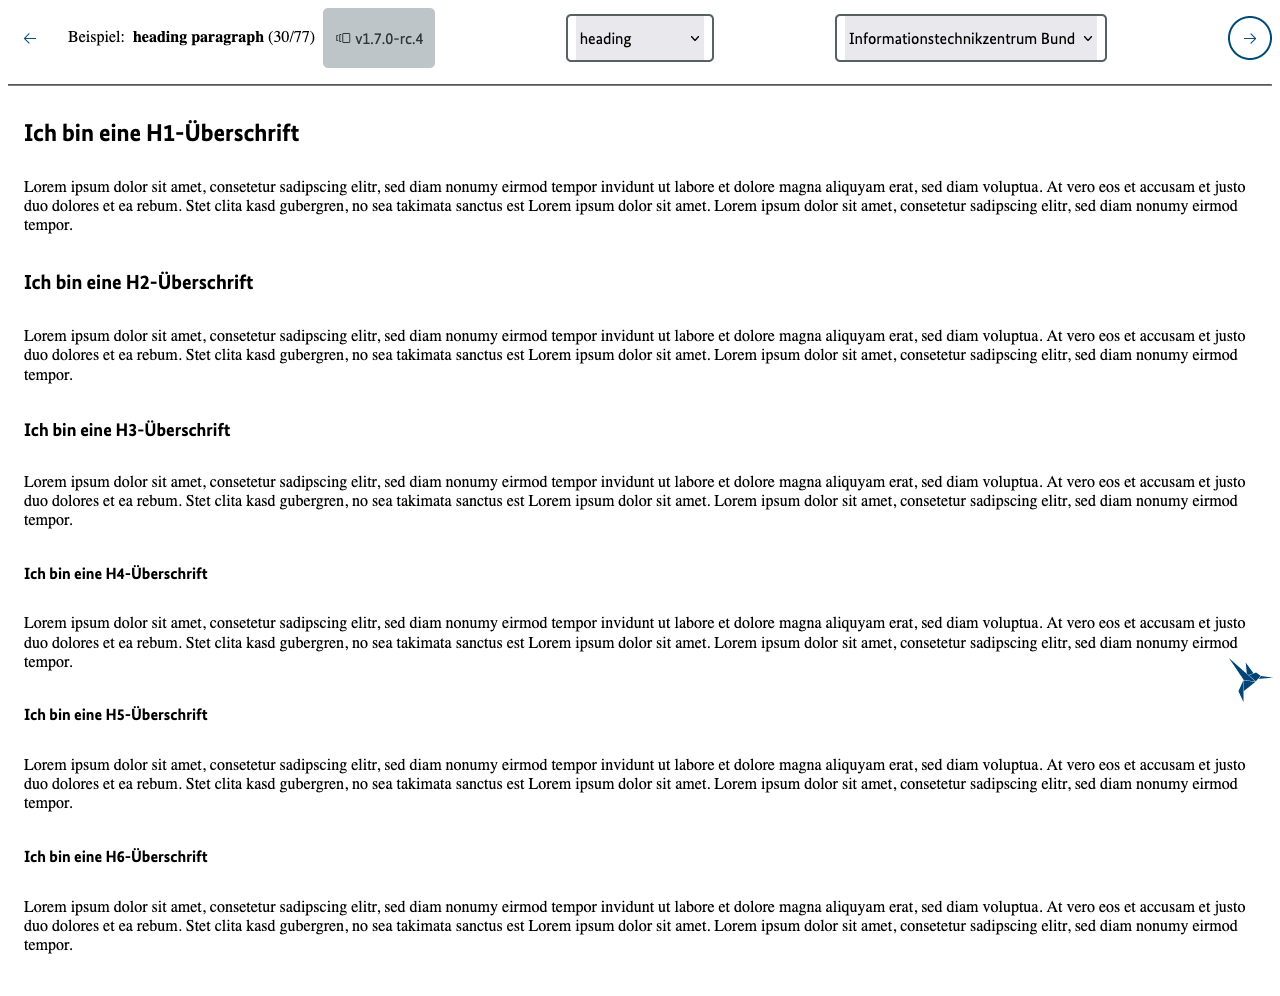 Beispiel: heading paragraph (30/77) v1.7.0-rc.4 heading Informationstechnikzentrum Bund
Ich bin eine H1-Überschrift
Lorem ipsum dolor sit amet, consetetur sadipscing elitr, sed diam nonumy eirmod tempor invidunt ut labore et dolore magna aliquyam erat, sed diam voluptua. At vero eos et accusam et justo
duo dolores et ea rebum. Stet clita kasd gubergren, no sea takimata sanctus est Lorem ipsum dolor sit amet. Lorem ipsum dolor sit amet, consetetur sadipscing elitr, sed diam nonumy eirmod
tempor.
Ich bin eine H2-Überschrift
Lorem ipsum dolor sit amet, consetetur sadipscing elitr, sed diam nonumy eirmod tempor invidunt ut labore et dolore magna aliquyam erat, sed diam voluptua. At vero eos et accusam et justo
duo dolores et ea rebum. Stet clita kasd gubergren, no sea takimata sanctus est Lorem ipsum dolor sit amet. Lorem ipsum dolor sit amet, consetetur sadipscing elitr, sed diam nonumy eirmod
tempor.
Ich bin eine H3-Überschrift
Lorem ipsum dolor sit amet, consetetur sadipscing elitr, sed diam nonumy eirmod tempor invidunt ut labore et dolore magna aliquyam erat, sed diam voluptua. At vero eos et accusam et justo
duo dolores et ea rebum. Stet clita kasd gubergren, no sea takimata sanctus est Lorem ipsum dolor sit amet. Lorem ipsum dolor sit amet, consetetur sadipscing elitr, sed diam nonumy eirmod
tempor.
Ich bin eine H4-Überschrift
Lorem ipsum dolor sit amet, consetetur sadipscing elitr, sed diam nonumy eirmod tempor invidunt ut labore et dolore magna aliquyam erat, sed diam voluptua. At vero eos et accusam et justo
duo dolores et ea rebum. Stet clita kasd gubergren, no sea takimata sanctus est Lorem ipsum dolor sit amet. Lorem ipsum dolor sit amet, consetetur sadipscing elitr, sed diam nonumy eirmod
tempor.
Ich bin eine H5-Überschrift
Lorem ipsum dolor sit amet, consetetur sadipscing elitr, sed diam nonumy eirmod tempor invidunt ut labore et dolore magna aliquyam erat, sed diam voluptua. At vero eos et accusam et justo
duo dolores et ea rebum. Stet clita kasd gubergren, no sea takimata sanctus est Lorem ipsum dolor sit amet. Lorem ipsum dolor sit amet, consetetur sadipscing elitr, sed diam nonumy eirmod
tempor.
Ich bin eine H6-Überschrift
Lorem ipsum dolor sit amet, consetetur sadipscing elitr, sed diam nonumy eirmod tempor invidunt ut labore et dolore magna aliquyam erat, sed diam voluptua. At vero eos et accusam et justo
duo dolores et ea rebum. Stet clita kasd gubergren, no sea takimata sanctus est Lorem ipsum dolor sit amet. Lorem ipsum dolor sit amet, consetetur sadipscing elitr, sed diam nonumy eirmod
tempor.